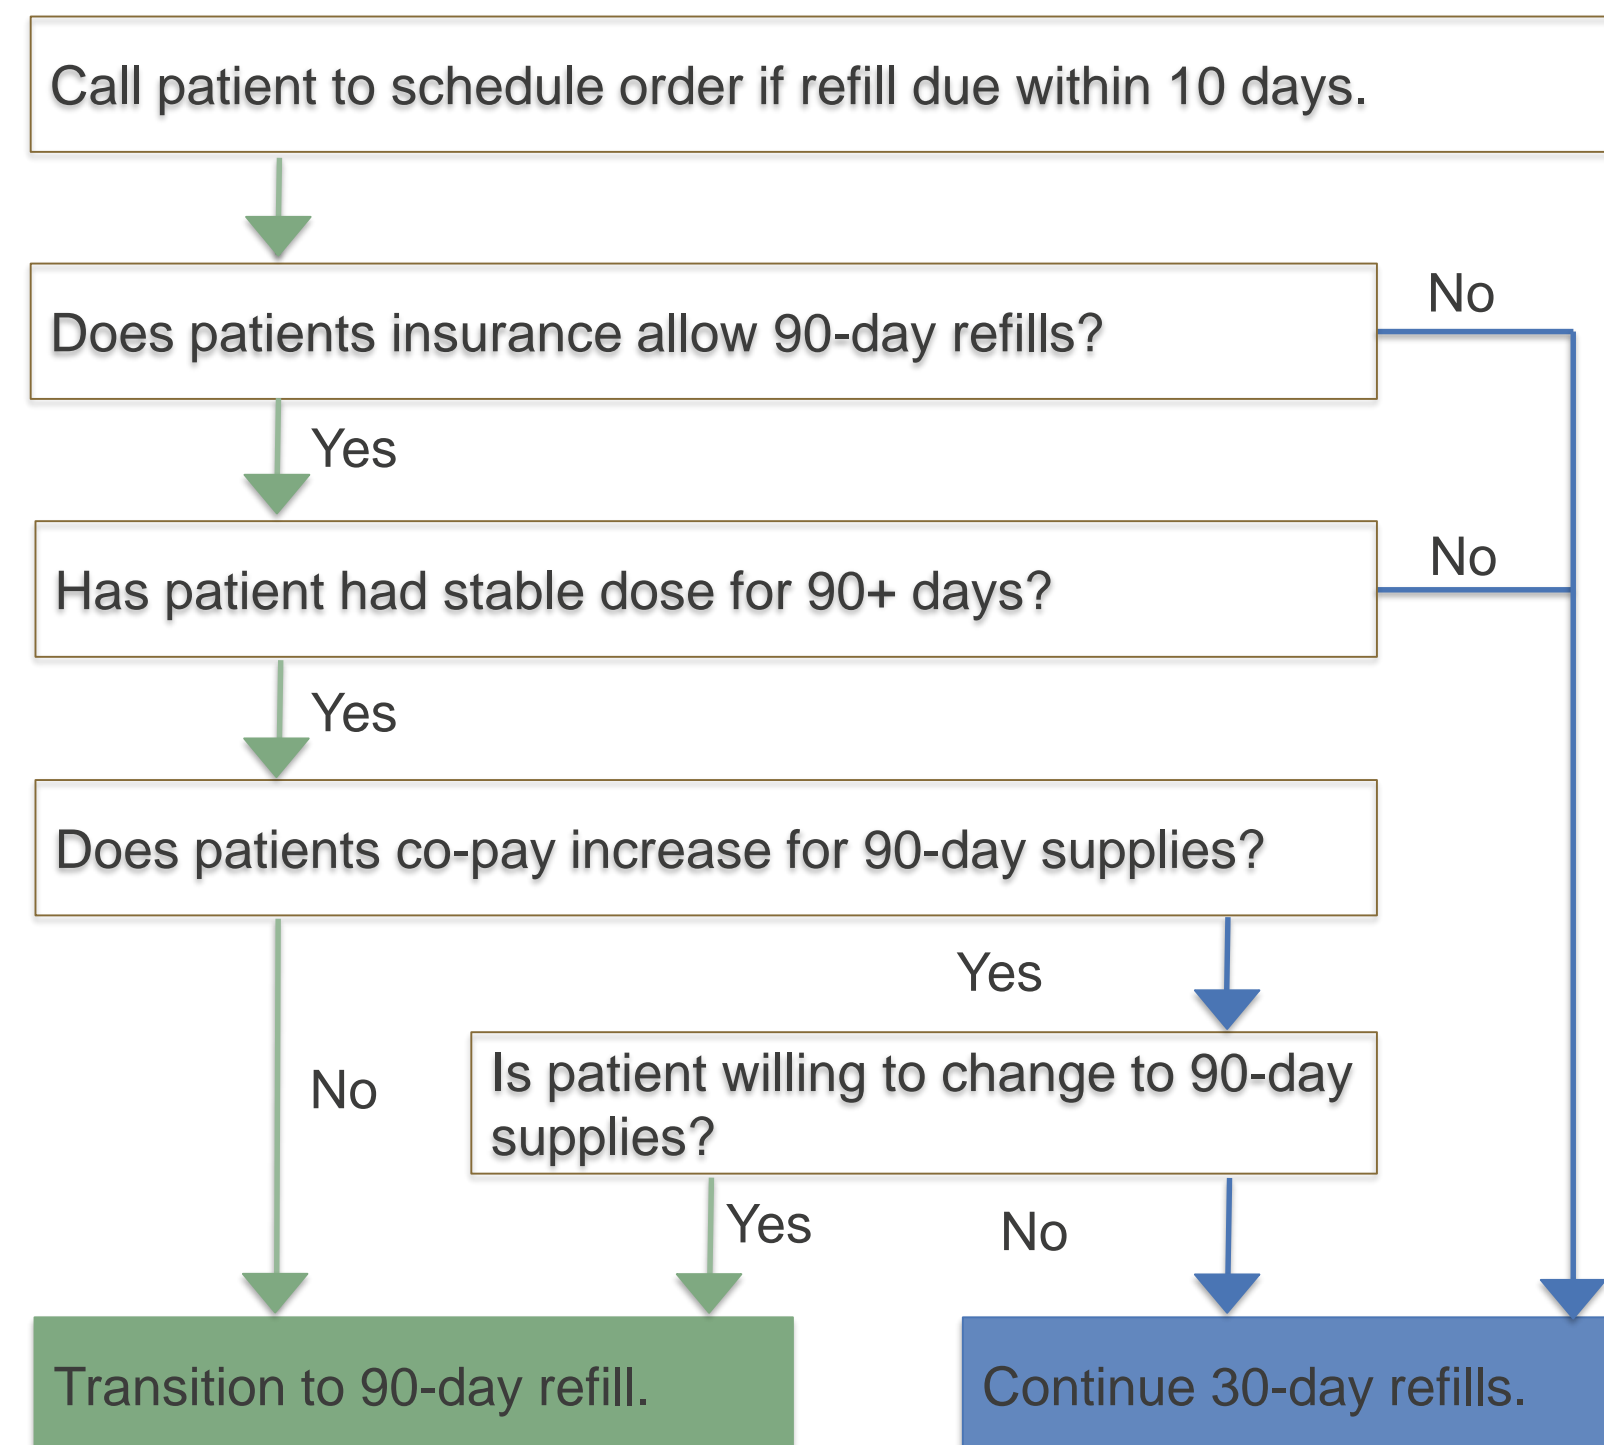 Call patient to schedule order if refill due within 10 days.
No
Does patients insurance allow 90-day refills?
Yes
No
Has patient had stable dose for 90+ days?
Yes
Does patients co-pay increase for 90-day supplies?
Yes
No
Is patient willing to change to 90-day
supplies?
Yes
No
Transition to 90-day refill.
Continue 30-day refills.